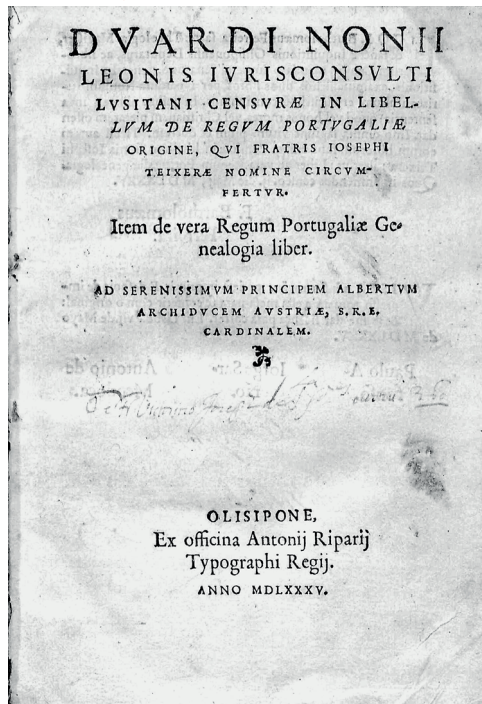 DVARDI NONII
LEONIS IVRISCONSVLTI
LVSITANI CENSVRÆ IN LIBEL-
LVM DE REGVM PORTVGALIÆ
ORIGINE, QVI FRATRIS IOSEPHI
TEIXERÆ NOMINE CIRCVM-
FERTVR.
Item de vera Regum Portugaliæ Ge-
nealogia liber.
AD SERENISSIMVM PRINCIPEM ALBERTVM
ARCHIDVCEM AVSTRIÆ, S.R.E.
CARDINALEM.
OLISIPONE,
Ex officina Antonij Riparij
Typographi Regij.
ANNO MDLXXXV.